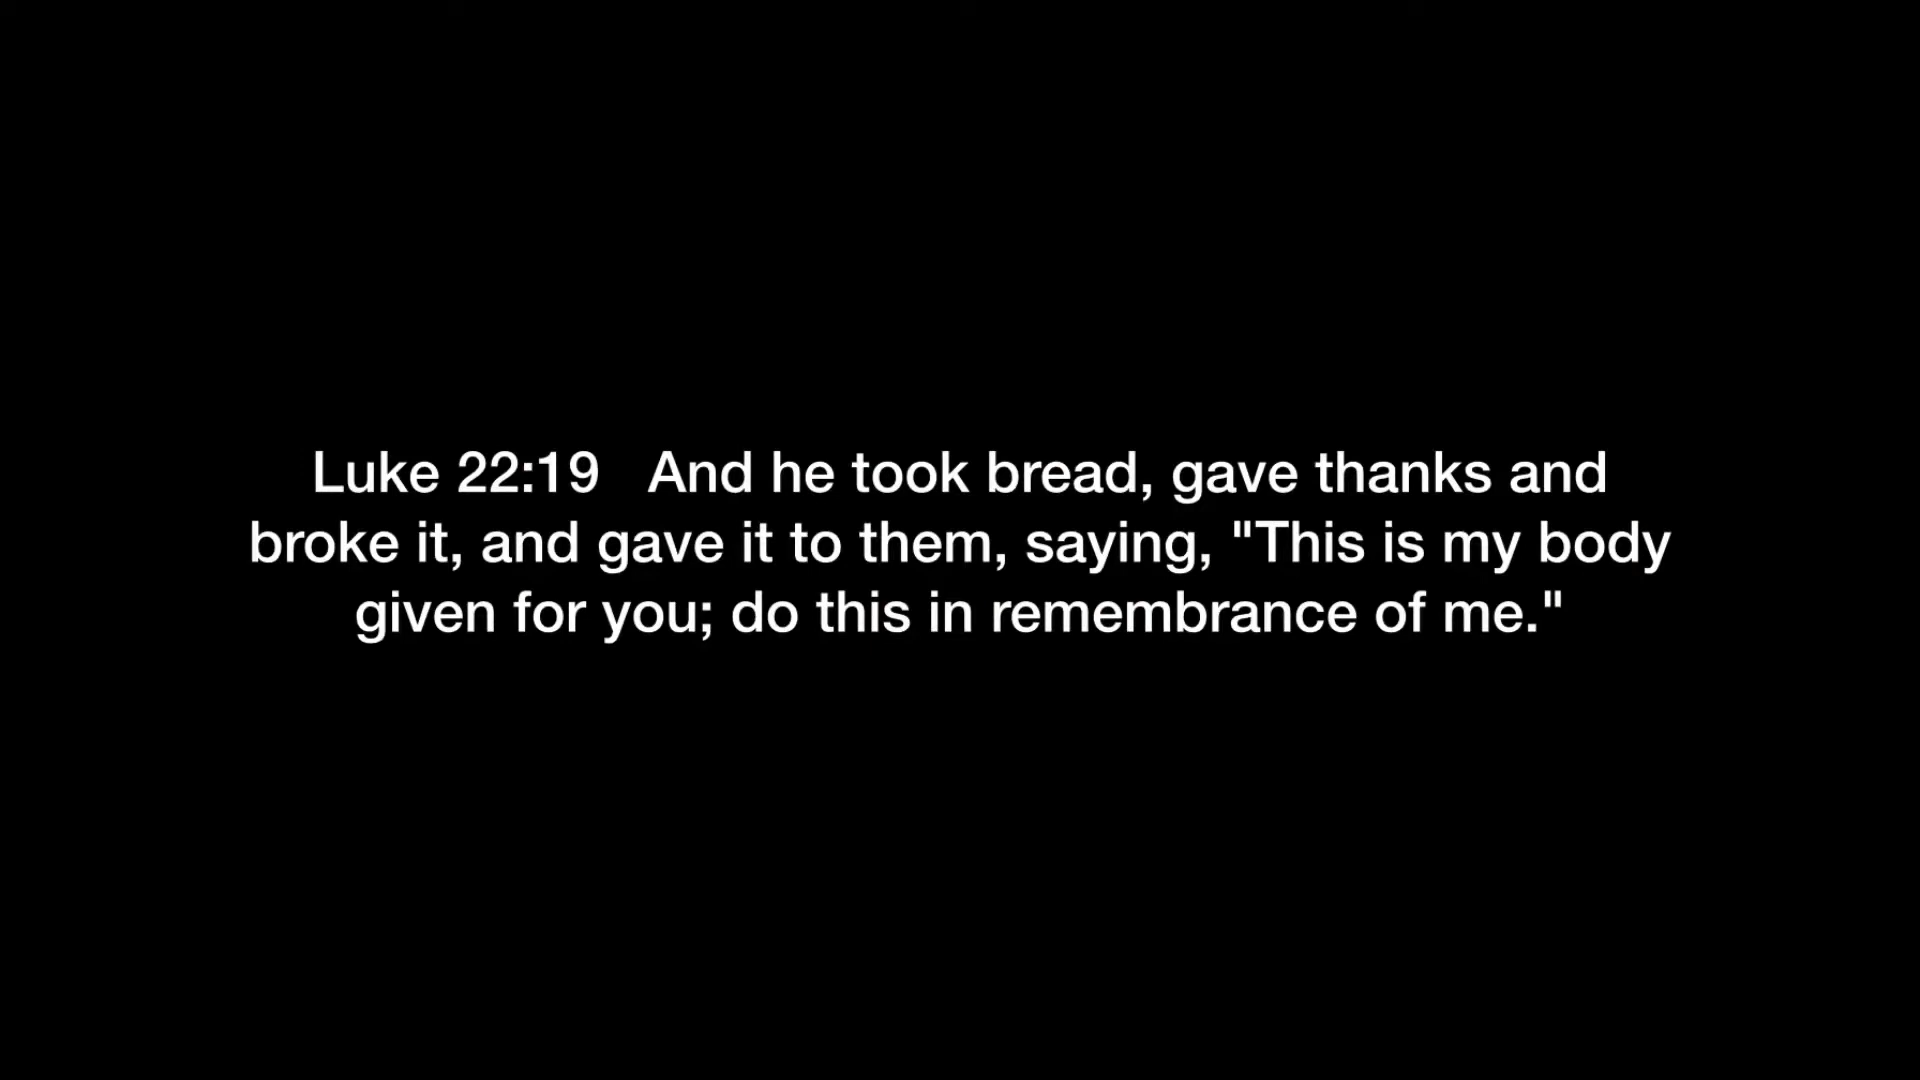 Luke 22:19   And he took bread, gave thanks and
broke it, and gave it to them, saying, "This is my body
given for you; do this in remembrance of me."